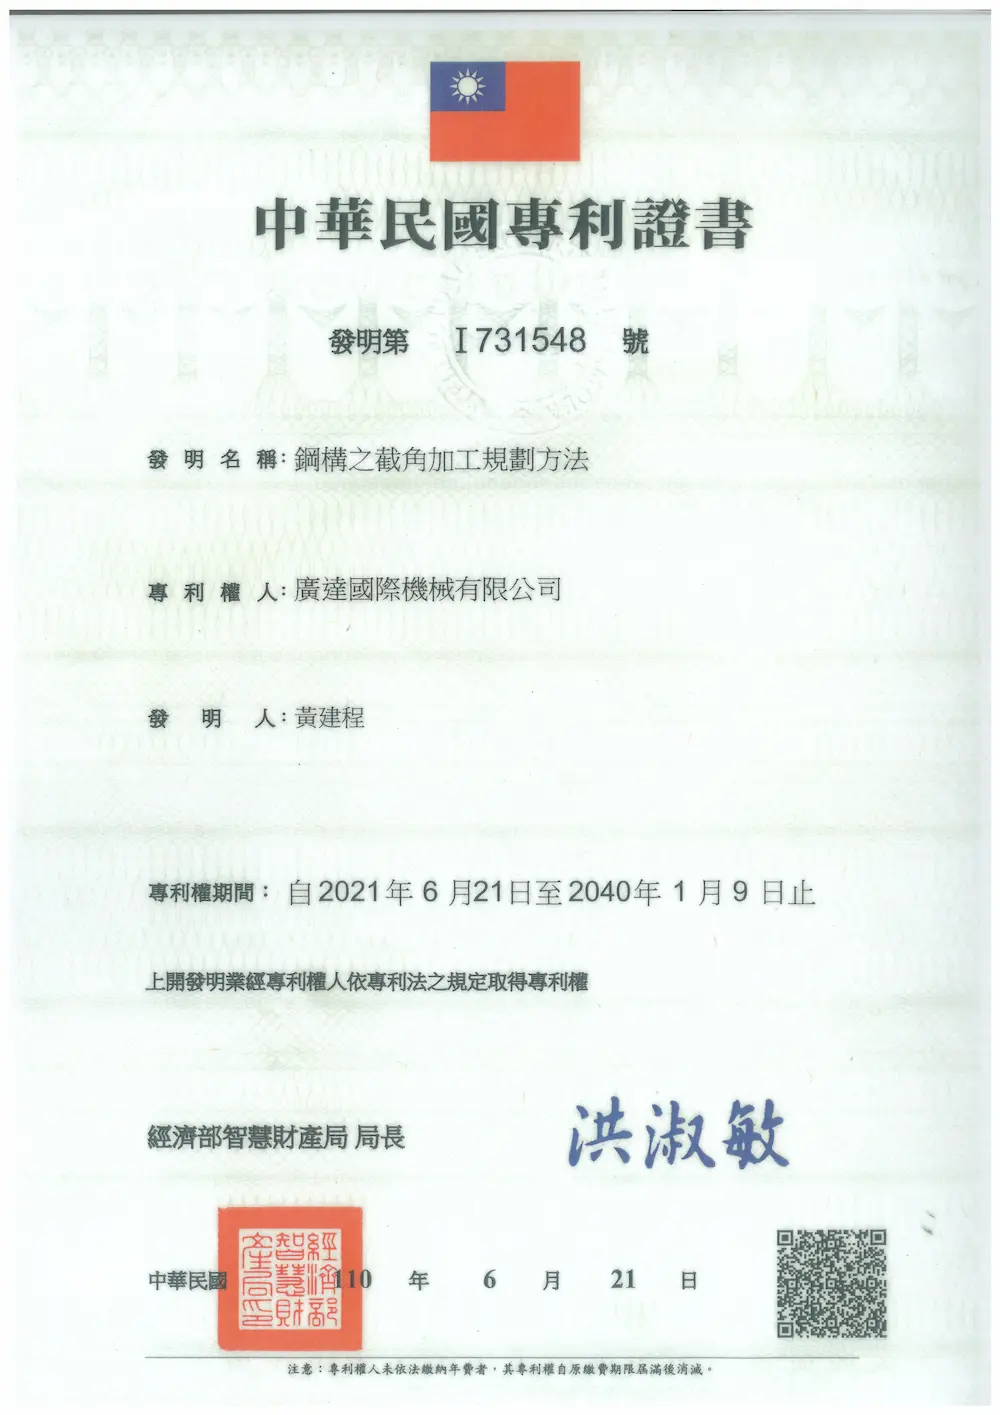 中華民國專利證書
發明第 I731548 號
發明名稱：鋼構之截角加工規劃方法
專利權人：廣達國際機械有限公司
發明人：黃建程
專利權期間：自2021年6月21日至2040年1月9日止
上開發明業經專利權人依專利法之規定取得專利權
經濟部智慧財產局 局長 洪淑敏
中華民國 110 年 6 月 21 日
經濟部智慧財產局印
注意：專利權人未依法繳納年費者，其專利權自原繳費期限屆滿後消滅。